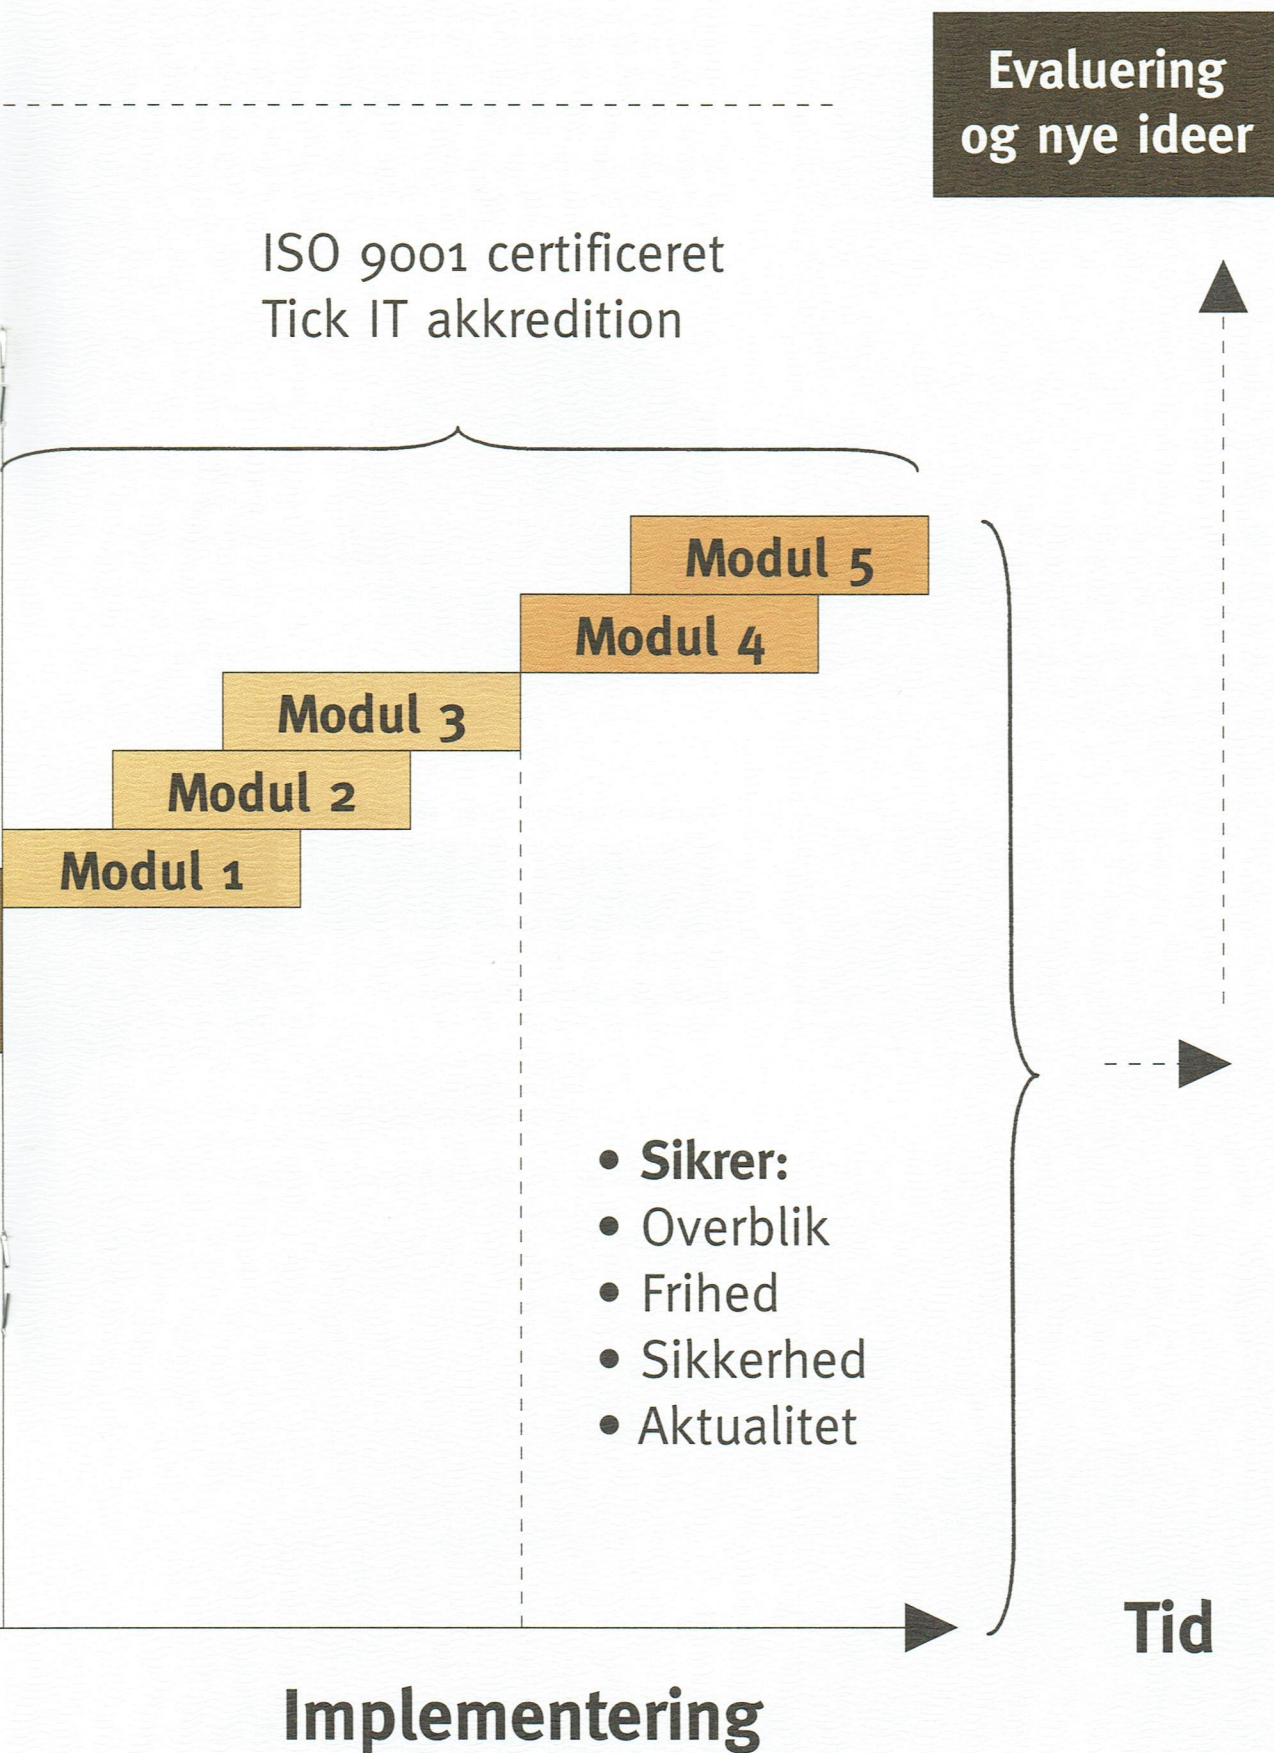 Evaluering
og nye ideer
ISO 9001 certificeret
Tick IT akkredition
Modul 5
Modul 4
Modul 3
Modul 2
Modul 1
• Sikrer:
• Overblik
• Frihed
• Sikkerhed
• Aktualitet
Tid
Implementering